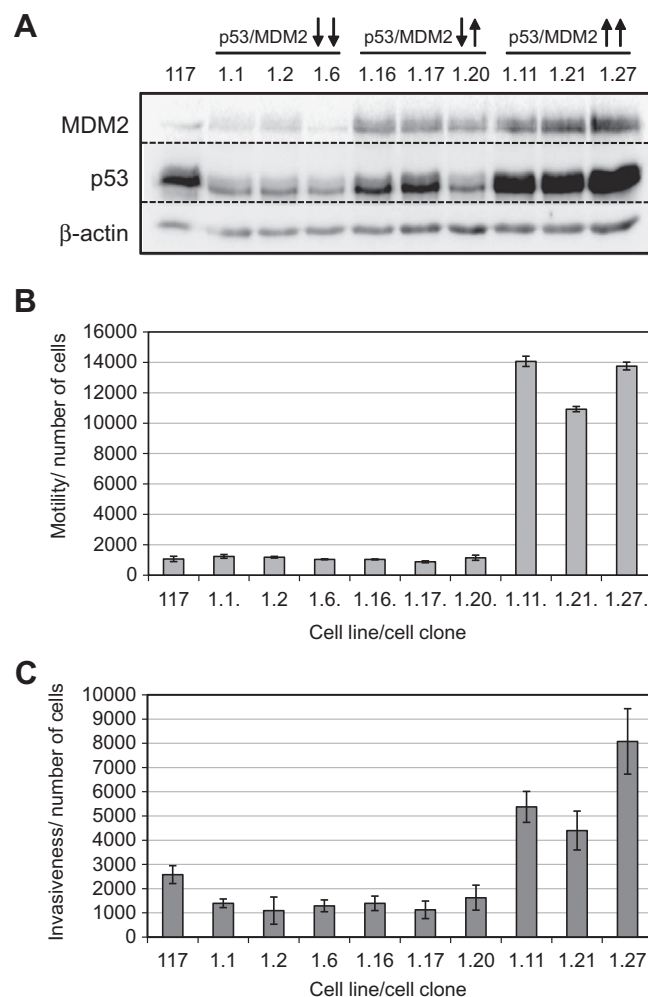 A
p53/MDM2 ↓↓ p53/MDM2 ↓↑ p53/MDM2 ↑↑
117 1.1 1.2 1.6 1.16 1.17 1.20 1.11 1.21 1.27
MDM2
p53
β-actin
B
Motility/ number of cells
16000
14000
12000
10000
8000
6000
4000
2000
0
117 1.1. 1.2 1.6. 1.16. 1.17. 1.20. 1.11. 1.21. 1.27.
Cell line/cell clone
C
Invasiveness/ number of cells
10000
9000
8000
7000
6000
5000
4000
3000
2000
1000
0
117 1.1 1.2 1.6 1.16 1.17 1.20 1.11 1.21 1.27
Cell line/cell clone